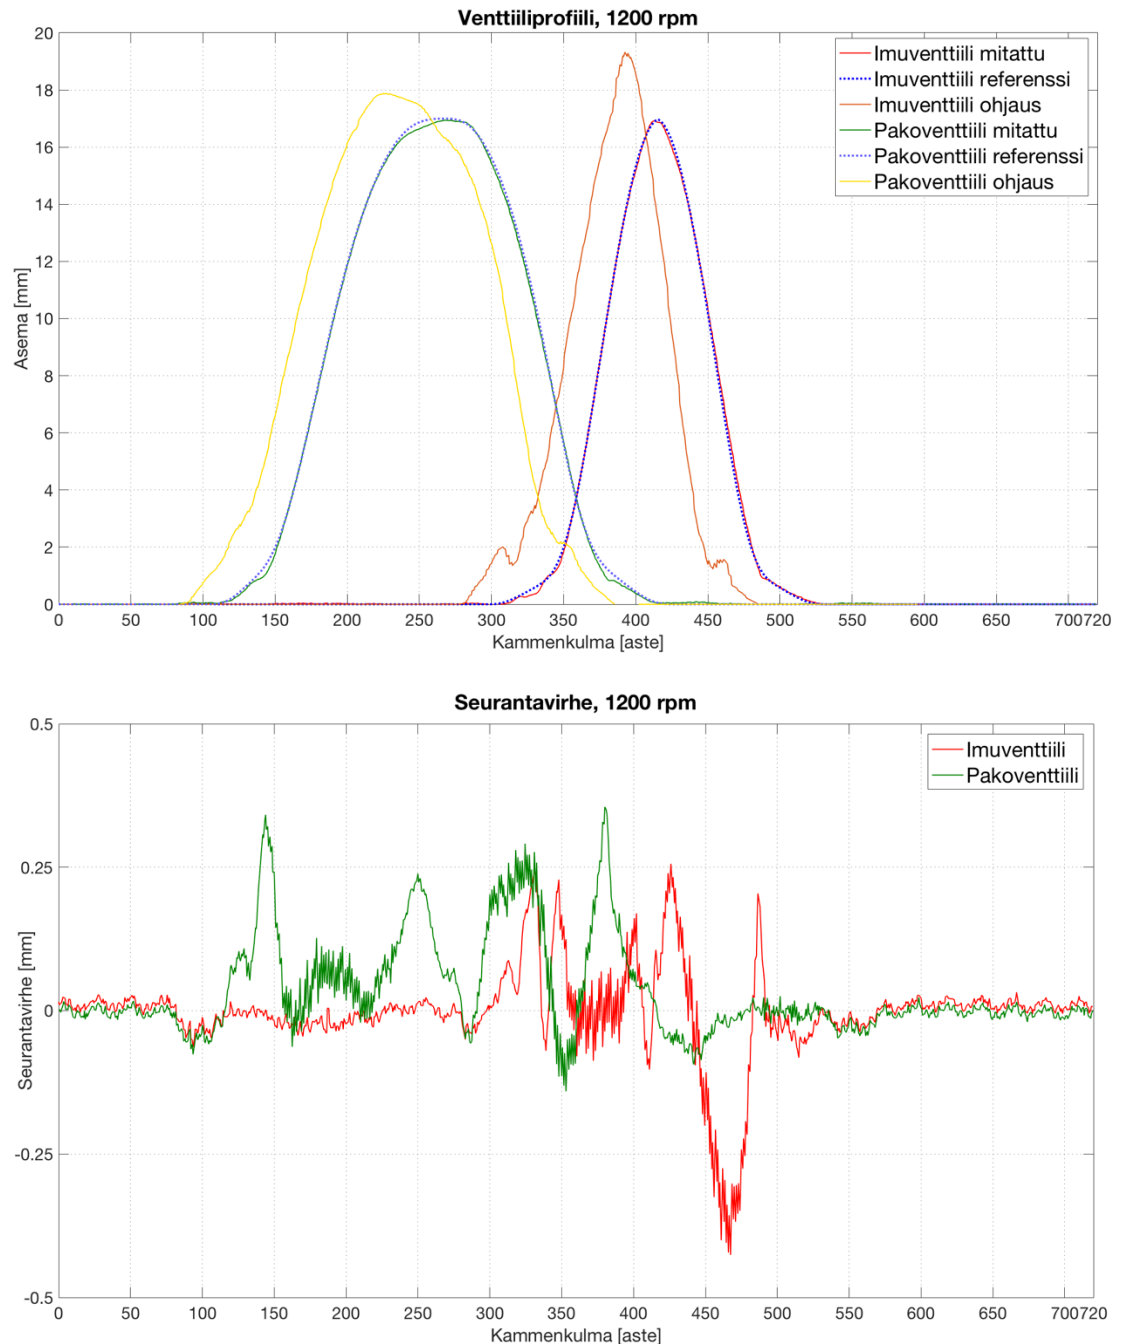 Venttiiliprofiili, 1200 rpm
20
18
16
14
12
10
8
6
4
2
0
Asema [mm]
Imuventtiili mitattu
Imuventtiili referenssi
Imuventtiili ohjaus
Pakoventtiili mitattu
Pakoventtiili referenssi
Pakoventtiili ohjaus
0 50 100 150 200 250 300 350 400 450 500 550 600 650 700720
Kammenkulma [aste]
Seurantavirhe, 1200 rpm
0.5
0.25
0
-0.25
-0.5
Seurantavirhe [mm]
Imuventtiili
Pakoventtiili
0 50 100 150 200 250 300 350 400 450 500 550 600 650 700720
Kammenkulma [aste]